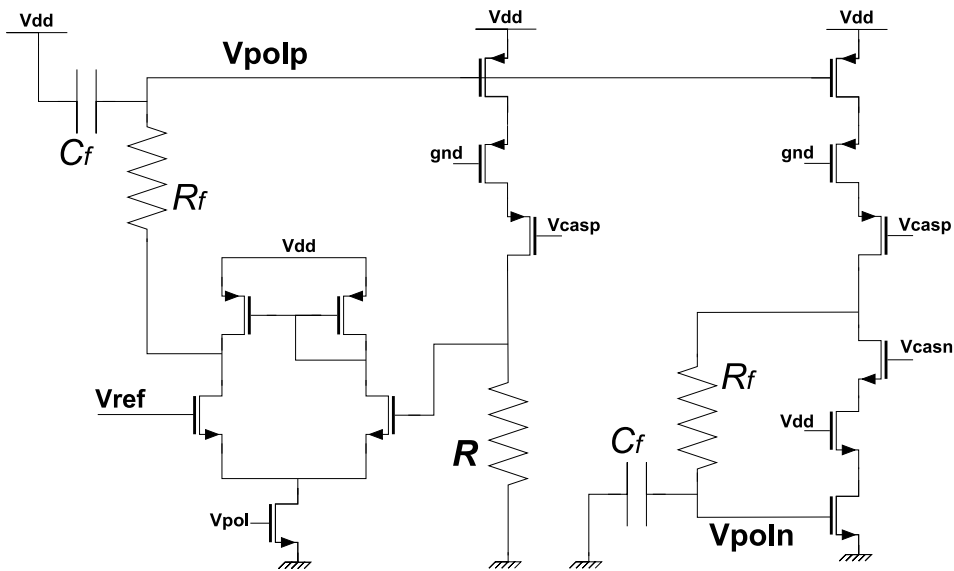 Vdd
Vdd
Vdd
Vpolp
Cf
gnd
gnd
Rf
Vcasp
Vcasp
Vdd
Vcasn
Rf
Vref
Vdd
Cf
R
Vpol
Vpoln